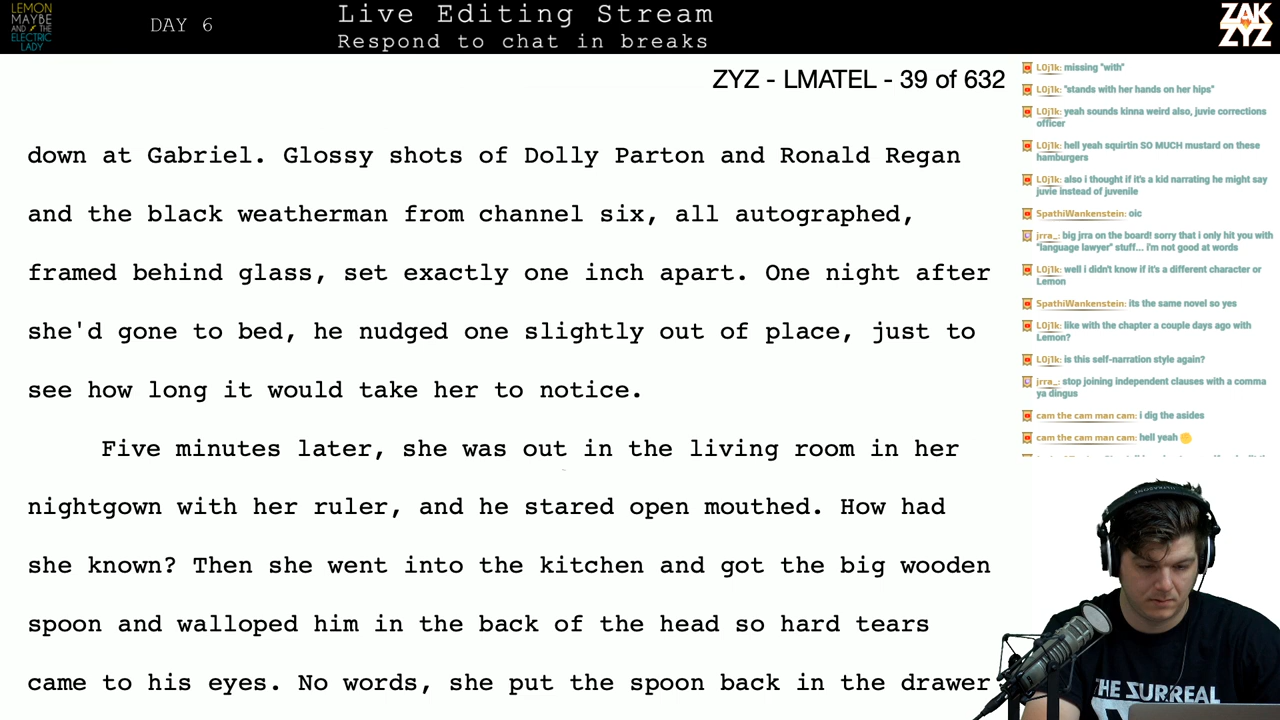 LEMON
MAYBE
AND THE
ELECTRIC
LADY
DAY 6
Live Editing Stream
Respond to chat in breaks
ZAK
ZYZ
ZYZ - LMATEL - 39 of 632
down at Gabriel. Glossy shots of Dolly Parton and Ronald Regan
and the black weatherman from channel six, all autographed,
framed behind glass, set exactly one inch apart. One night after
she'd gone to bed, he nudged one slightly out of place, just to
see how long it would take her to notice.
Five minutes later, she was out in the living room in her
nightgown with her ruler, and he stared open mouthed. How had
she known? Then she went into the kitchen and got the big wooden
spoon and walloped him in the back of the head so hard tears
came to his eyes. No words, she put the spoon back in the drawer
L0j1k: missing "with"
L0j1k: "stands with her hands on her hips"
L0j1k: yeah sounds kinna weird also, juvie corrections
officer
L0j1k: hell yeah squirtin SO MUCH mustard on these
hamburgers
L0j1k: also i thought if it's a kid narrating he might say
juvie instead of juvenile
SpathiWankenstein: oic
jrra_: big jrra on the board! sorry that i only hit you with
"language lawyer" stuff... i'm not good at words
L0j1k: well i didn't know if it's a different character or
Lemon
SpathiWankenstein: its the same novel so yes
L0j1k: like with the chapter a couple days ago with
Lemon?
L0j1k: is this self-narration style again?
jrra_: stop joining independent clauses with a comma
ya dingus
cam the cam man cam: i dig the asides
cam the cam man cam: hell yeah
THE SURREAL